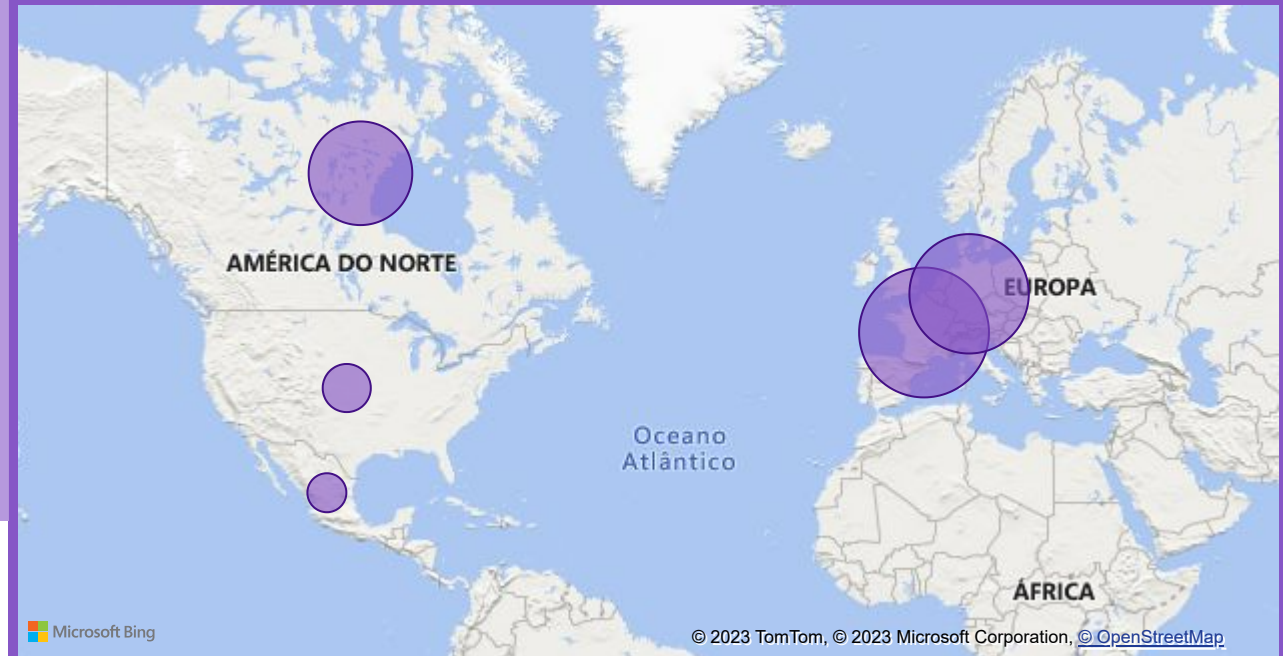 AMÉRICA DO NORTE
EUROPA
Oceano
Atlântico
ÁFRICA
Microsoft Bing
© 2023 TomTom, © 2023 Microsoft Corporation, © OpenStreetMap